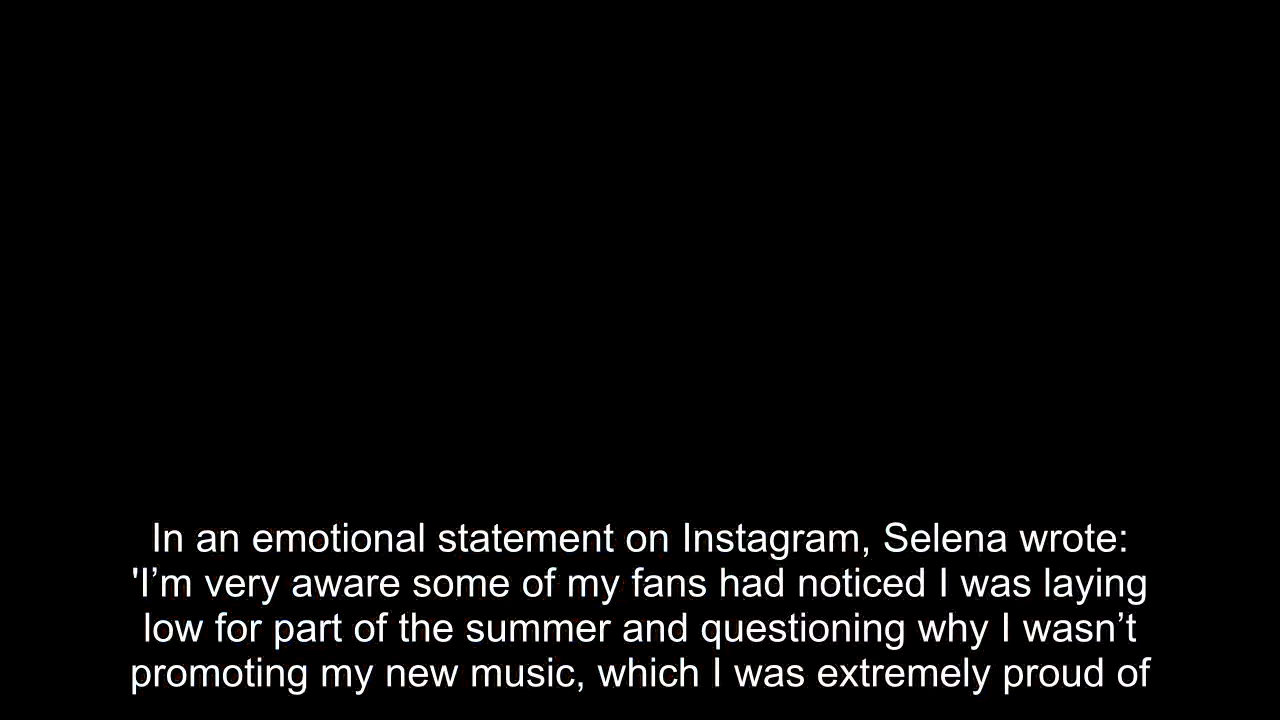 In an emotional statement on Instagram, Selena wrote:
'I’m very aware some of my fans had noticed I was laying
low for part of the summer and questioning why I wasn’t
promoting my new music, which I was extremely proud of